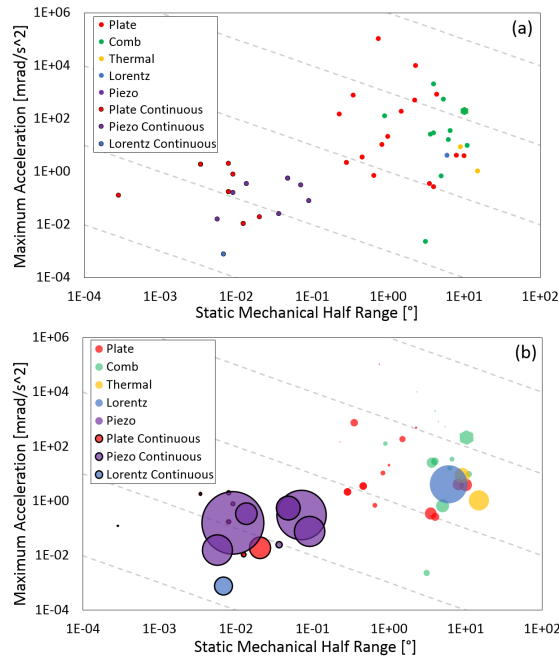 (a)
Maximum Acceleration [mrad/s^2]
1E+06
1E+04
1E+02
1E+00
1E-02
1E-04
Plate
Comb
Thermal
Lorentz
Piezo
Plate Continuous
Piezo Continuous
Lorentz Continuous
1E-04 1E-03 1E-02 1E-01 1E+00 1E+01 1E+02
Static Mechanical Half Range [°]
(b)
Maximum Acceleration [mrad/s^2]
1E+06
1E+04
1E+02
1E+00
1E-02
1E-04
Plate
Comb
Thermal
Lorentz
Piezo
Plate Continuous
Piezo Continuous
Lorentz Continuous
1E-04 1E-03 1E-02 1E-01 1E+00 1E+01 1E+02
Static Mechanical Half Range [°]